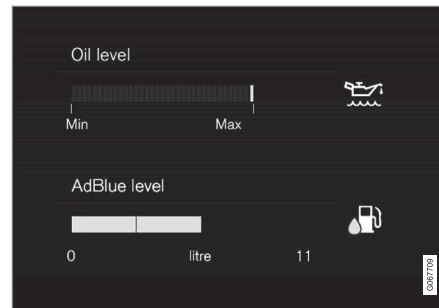 Oil level
Min Max
AdBlue level
0 litre 11
G067709